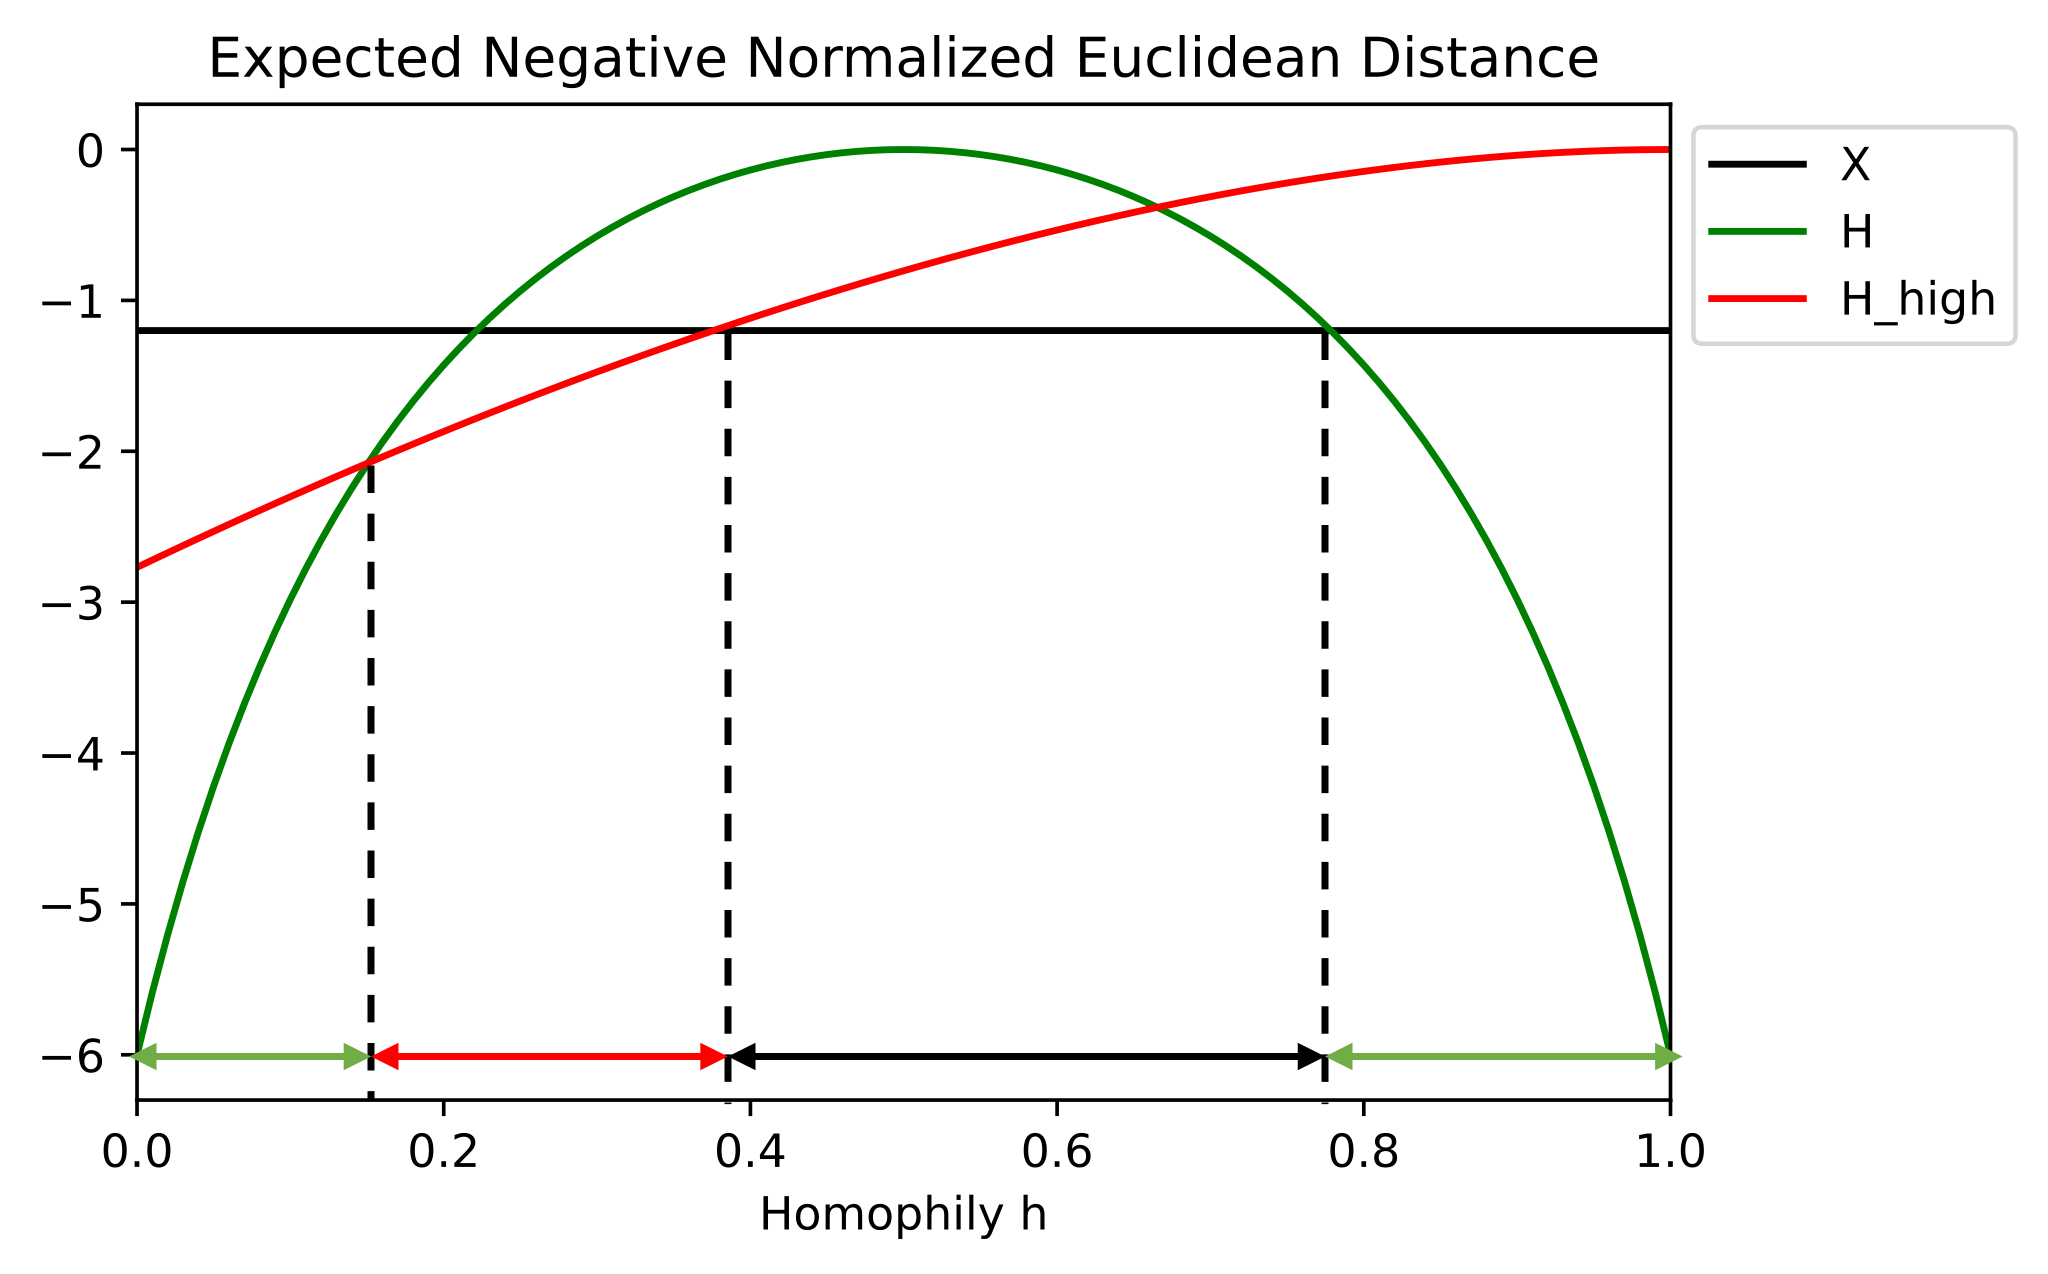 Expected Negative Normalized Euclidean Distance
0
−1
−2
−3
−4
−5
−6
0.0 0.2 0.4 0.6 0.8 1.0
Homophily h
X
H
H_high